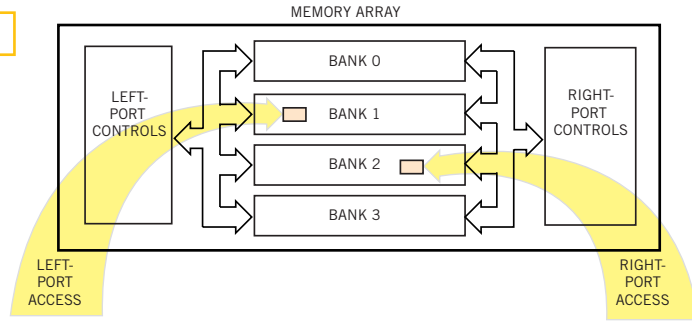 MEMORY ARRAY
BANK 0
LEFT-
PORT
CONTROLS
BANK 1
RIGHT-
PORT
CONTROLS
BANK 2
BANK 3
LEFT-
PORT
ACCESS
RIGHT-
PORT
ACCESS